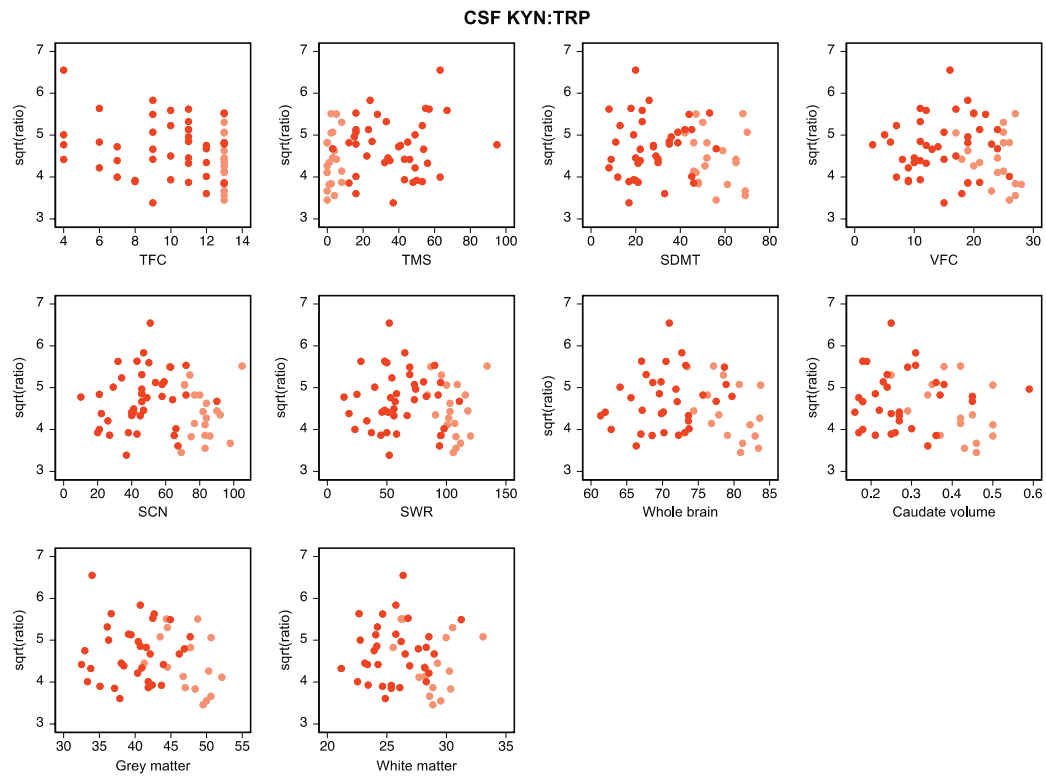 CSF KYN:TRP
sqrt(ratio)
7
6
5
4
3
4 6 8 10 12 14
TFC
sqrt(ratio)
7
6
5
4
3
0 20 40 60 80 100
TMS
sqrt(ratio)
7
6
5
4
3
0 20 40 60 80
SDMT
sqrt(ratio)
7
6
5
4
3
0 10 20 30
VFC
sqrt(ratio)
7
6
5
4
3
0 20 40 60 80 100
SCN
sqrt(ratio)
7
6
5
4
3
0 50 100 150
SWR
sqrt(ratio)
7
6
5
4
3
60 65 70 75 80 85
Whole brain
sqrt(ratio)
7
6
5
4
3
0.2 0.3 0.4 0.5 0.6
Caudate volume
sqrt(ratio)
7
6
5
4
3
30 35 40 45 50 55
Grey matter
sqrt(ratio)
7
6
5
4
3
20 25 30 35
White matter